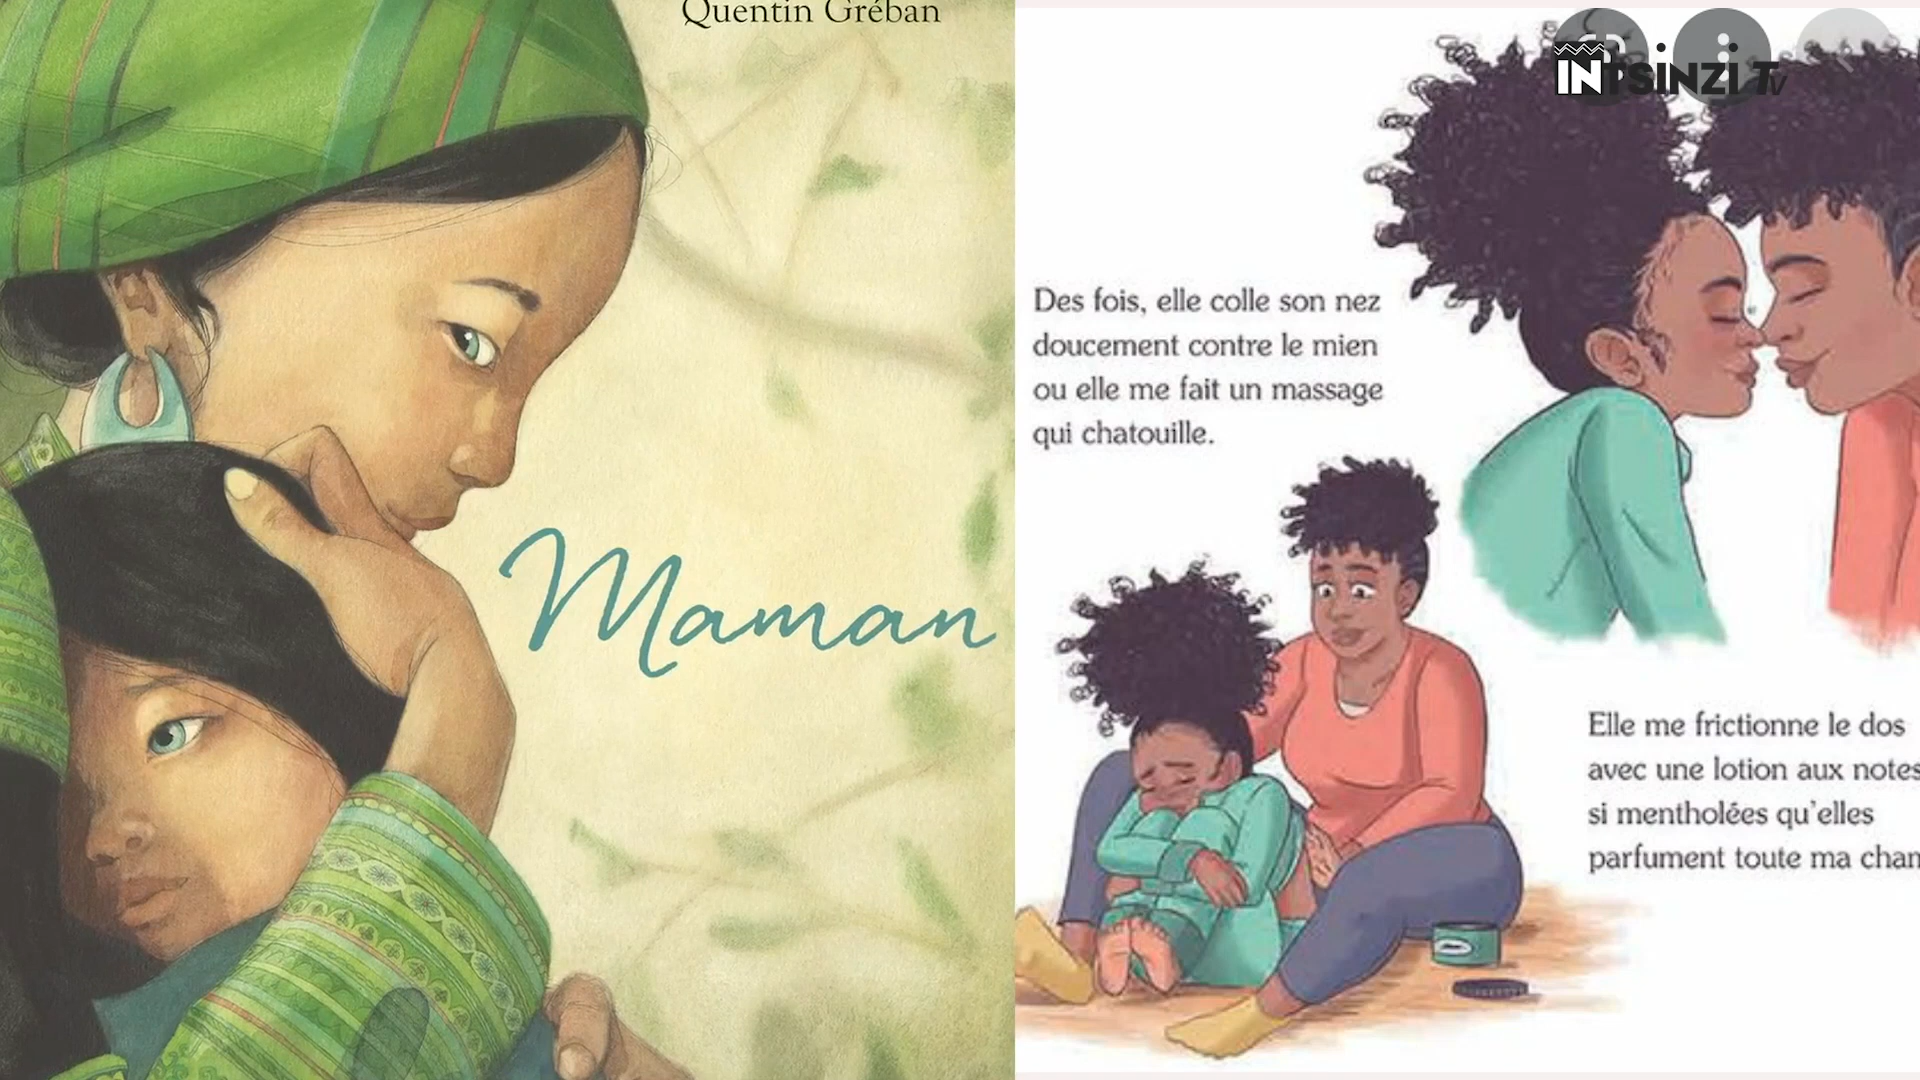 Quentin Gréban
Maman
INTSINZI TV
Des fois, elle colle son nez
doucement contre le mien
ou elle me fait un massage
qui chatouille.
Elle me frictionne le dos
avec une lotion aux notes
si mentholées qu'elles
parfument toute ma